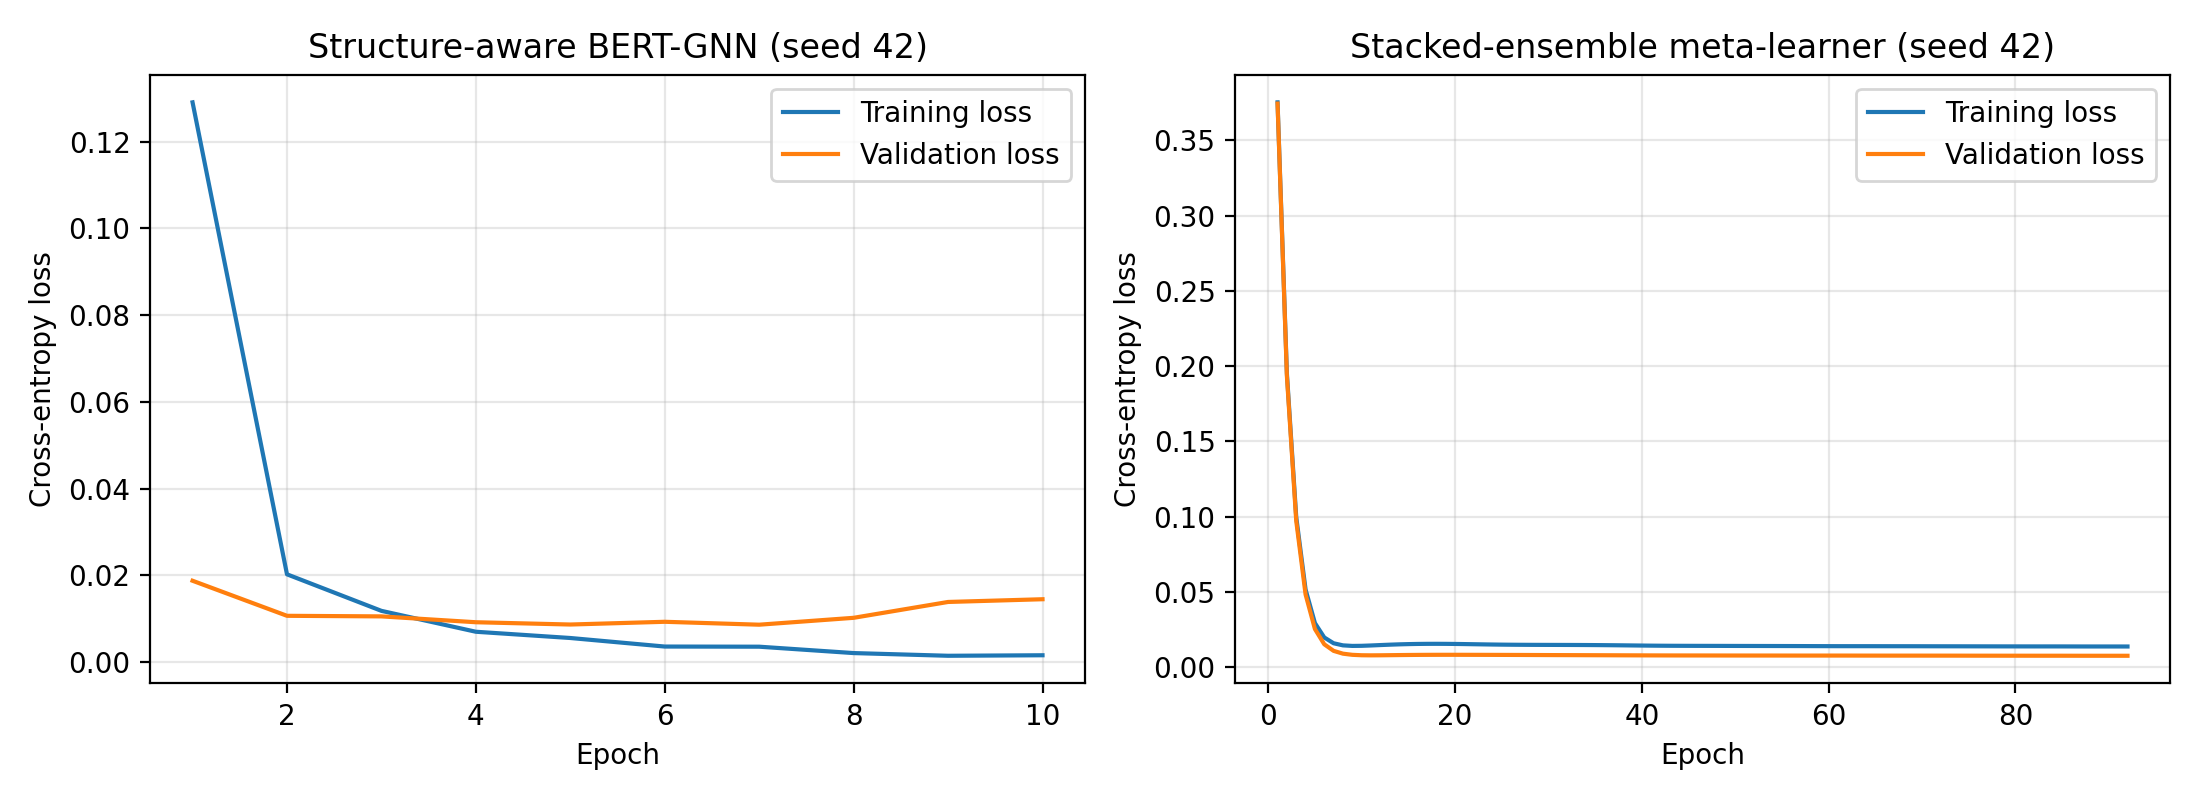 Structure-aware BERT-GNN (seed 42)
Training loss
Validation loss
0.12
0.10
0.08
0.06
0.04
0.02
0.00
Cross-entropy loss
2 4 6 8 10
Epoch
Stacked-ensemble meta-learner (seed 42)
Training loss
Validation loss
0.35
0.30
0.25
0.20
0.15
0.10
0.05
0.00
Cross-entropy loss
0 20 40 60 80
Epoch